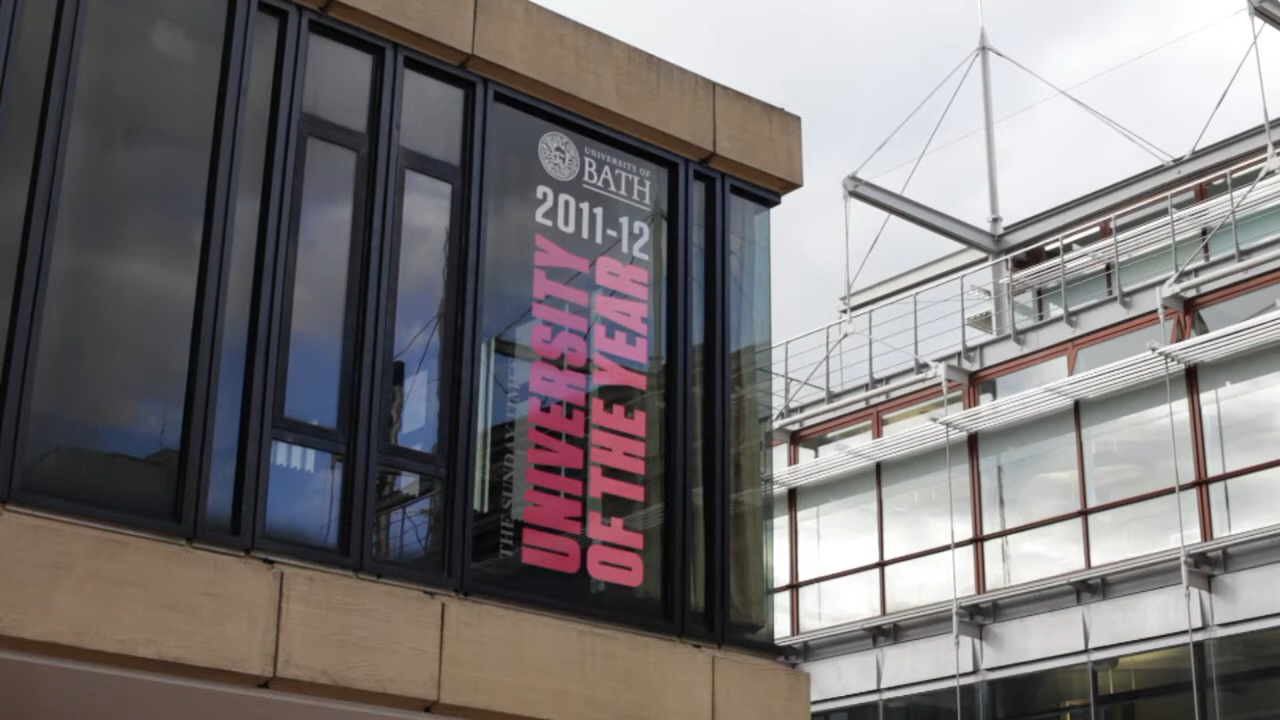 UNIVERSITY OF
BATH
2011-12
THE SUNDAY TIMES
UNIVERSITY
OF THE YEAR